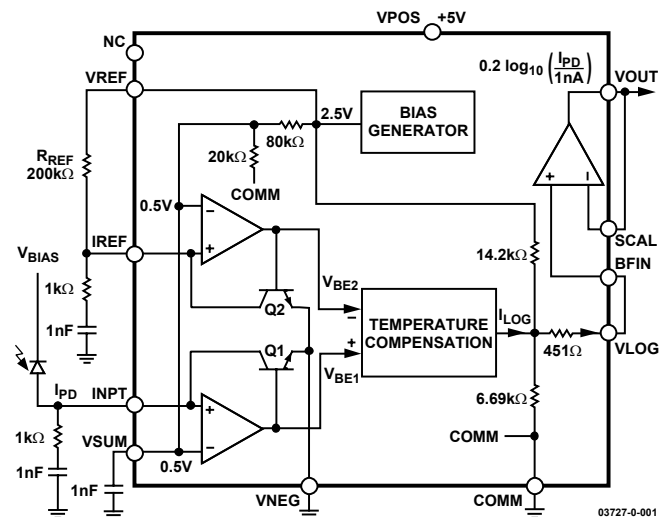 VPOS +5V
NC
VREF
0.2 log10 (IPD
1nA)
VOUT
2.5V
BIAS
GENERATOR
80kΩ
20kΩ
COMM
RREF
200kΩ
0.5V
IREF
VBIAS
1kΩ
1nF
Q2
VBE2
14.2kΩ
SCAL
BFIN
TEMPERATURE
COMPENSATION
ILOG
451Ω
VLOG
Q1
VBE1
IPD
INPT
1kΩ
1nF
VSUM
0.5V
1nF
6.69kΩ
COMM
VNEG
COMM
03727-0-001